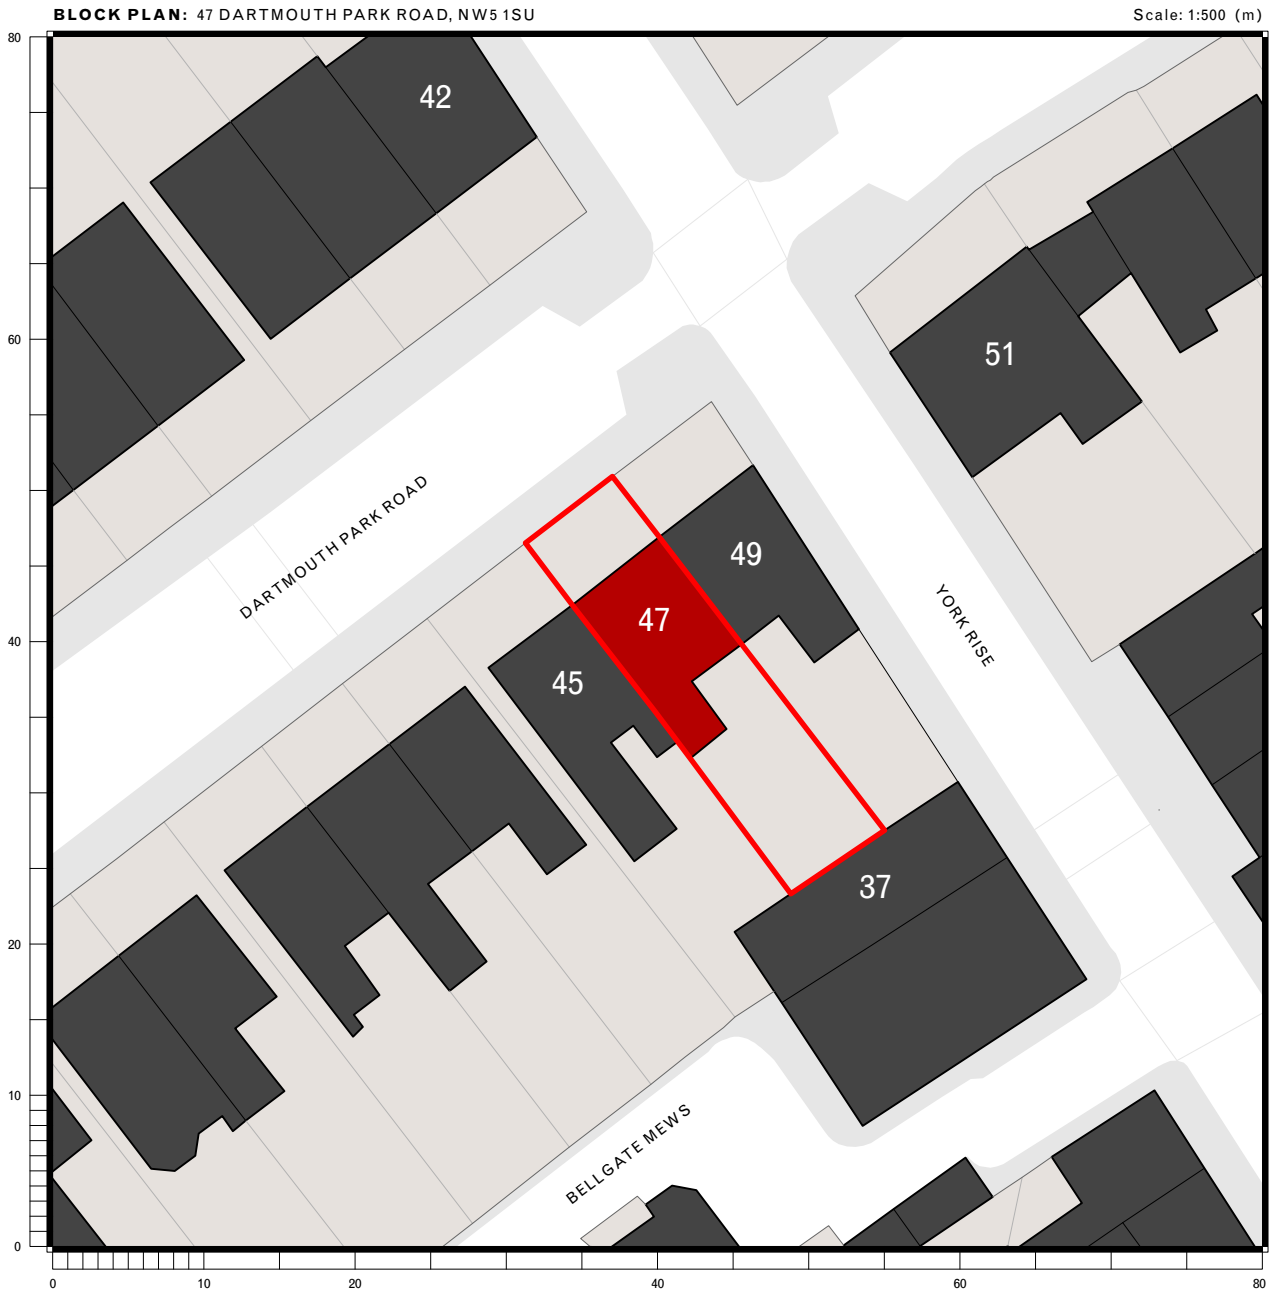 BLOCK PLAN: 47 DARTMOUTH PARK ROAD, NW5 1SU
Scale: 1:500 (m)
80
42
60
51
DARTMOUTH PARK ROAD
49
YORK RISE
47
40
45
37
20
BELLGATE MEWS
10
0
0 10 20 40 60 80